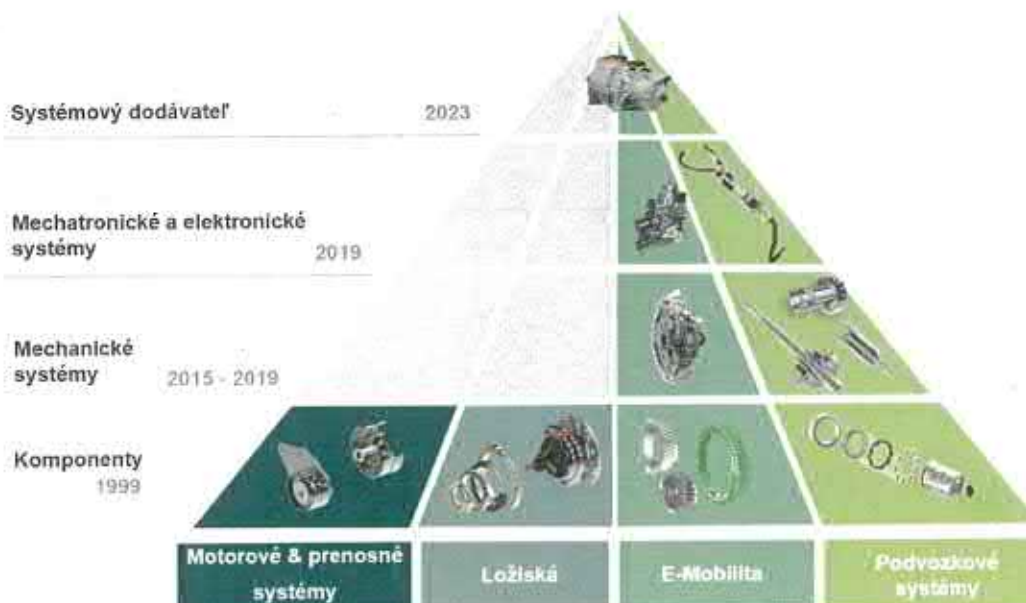 Systémový dodávateľ 2023
Mechatronické a elektronické
systémy 2019
Mechanické
systémy 2015 - 2019
Komponenty
1999
Motorové & prenosné
systémy
Ložiská
E-Mobilita
Podvozkové
systémy